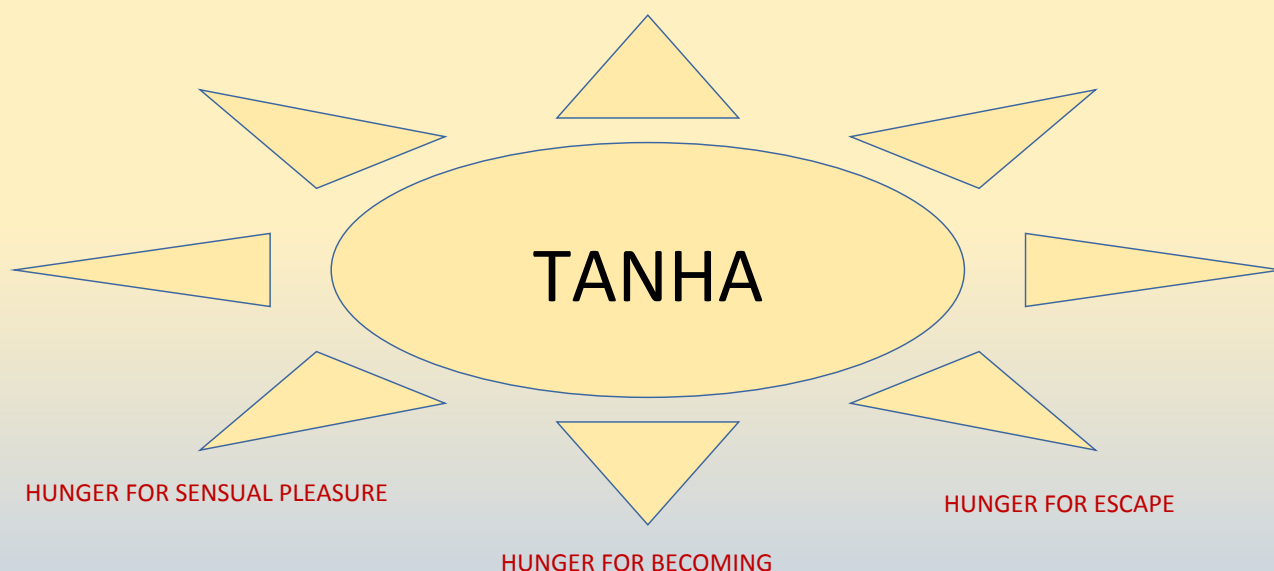 TANHA
HUNGER FOR SENSUAL PLEASURE
HUNGER FOR ESCAPE
HUNGER FOR BECOMING